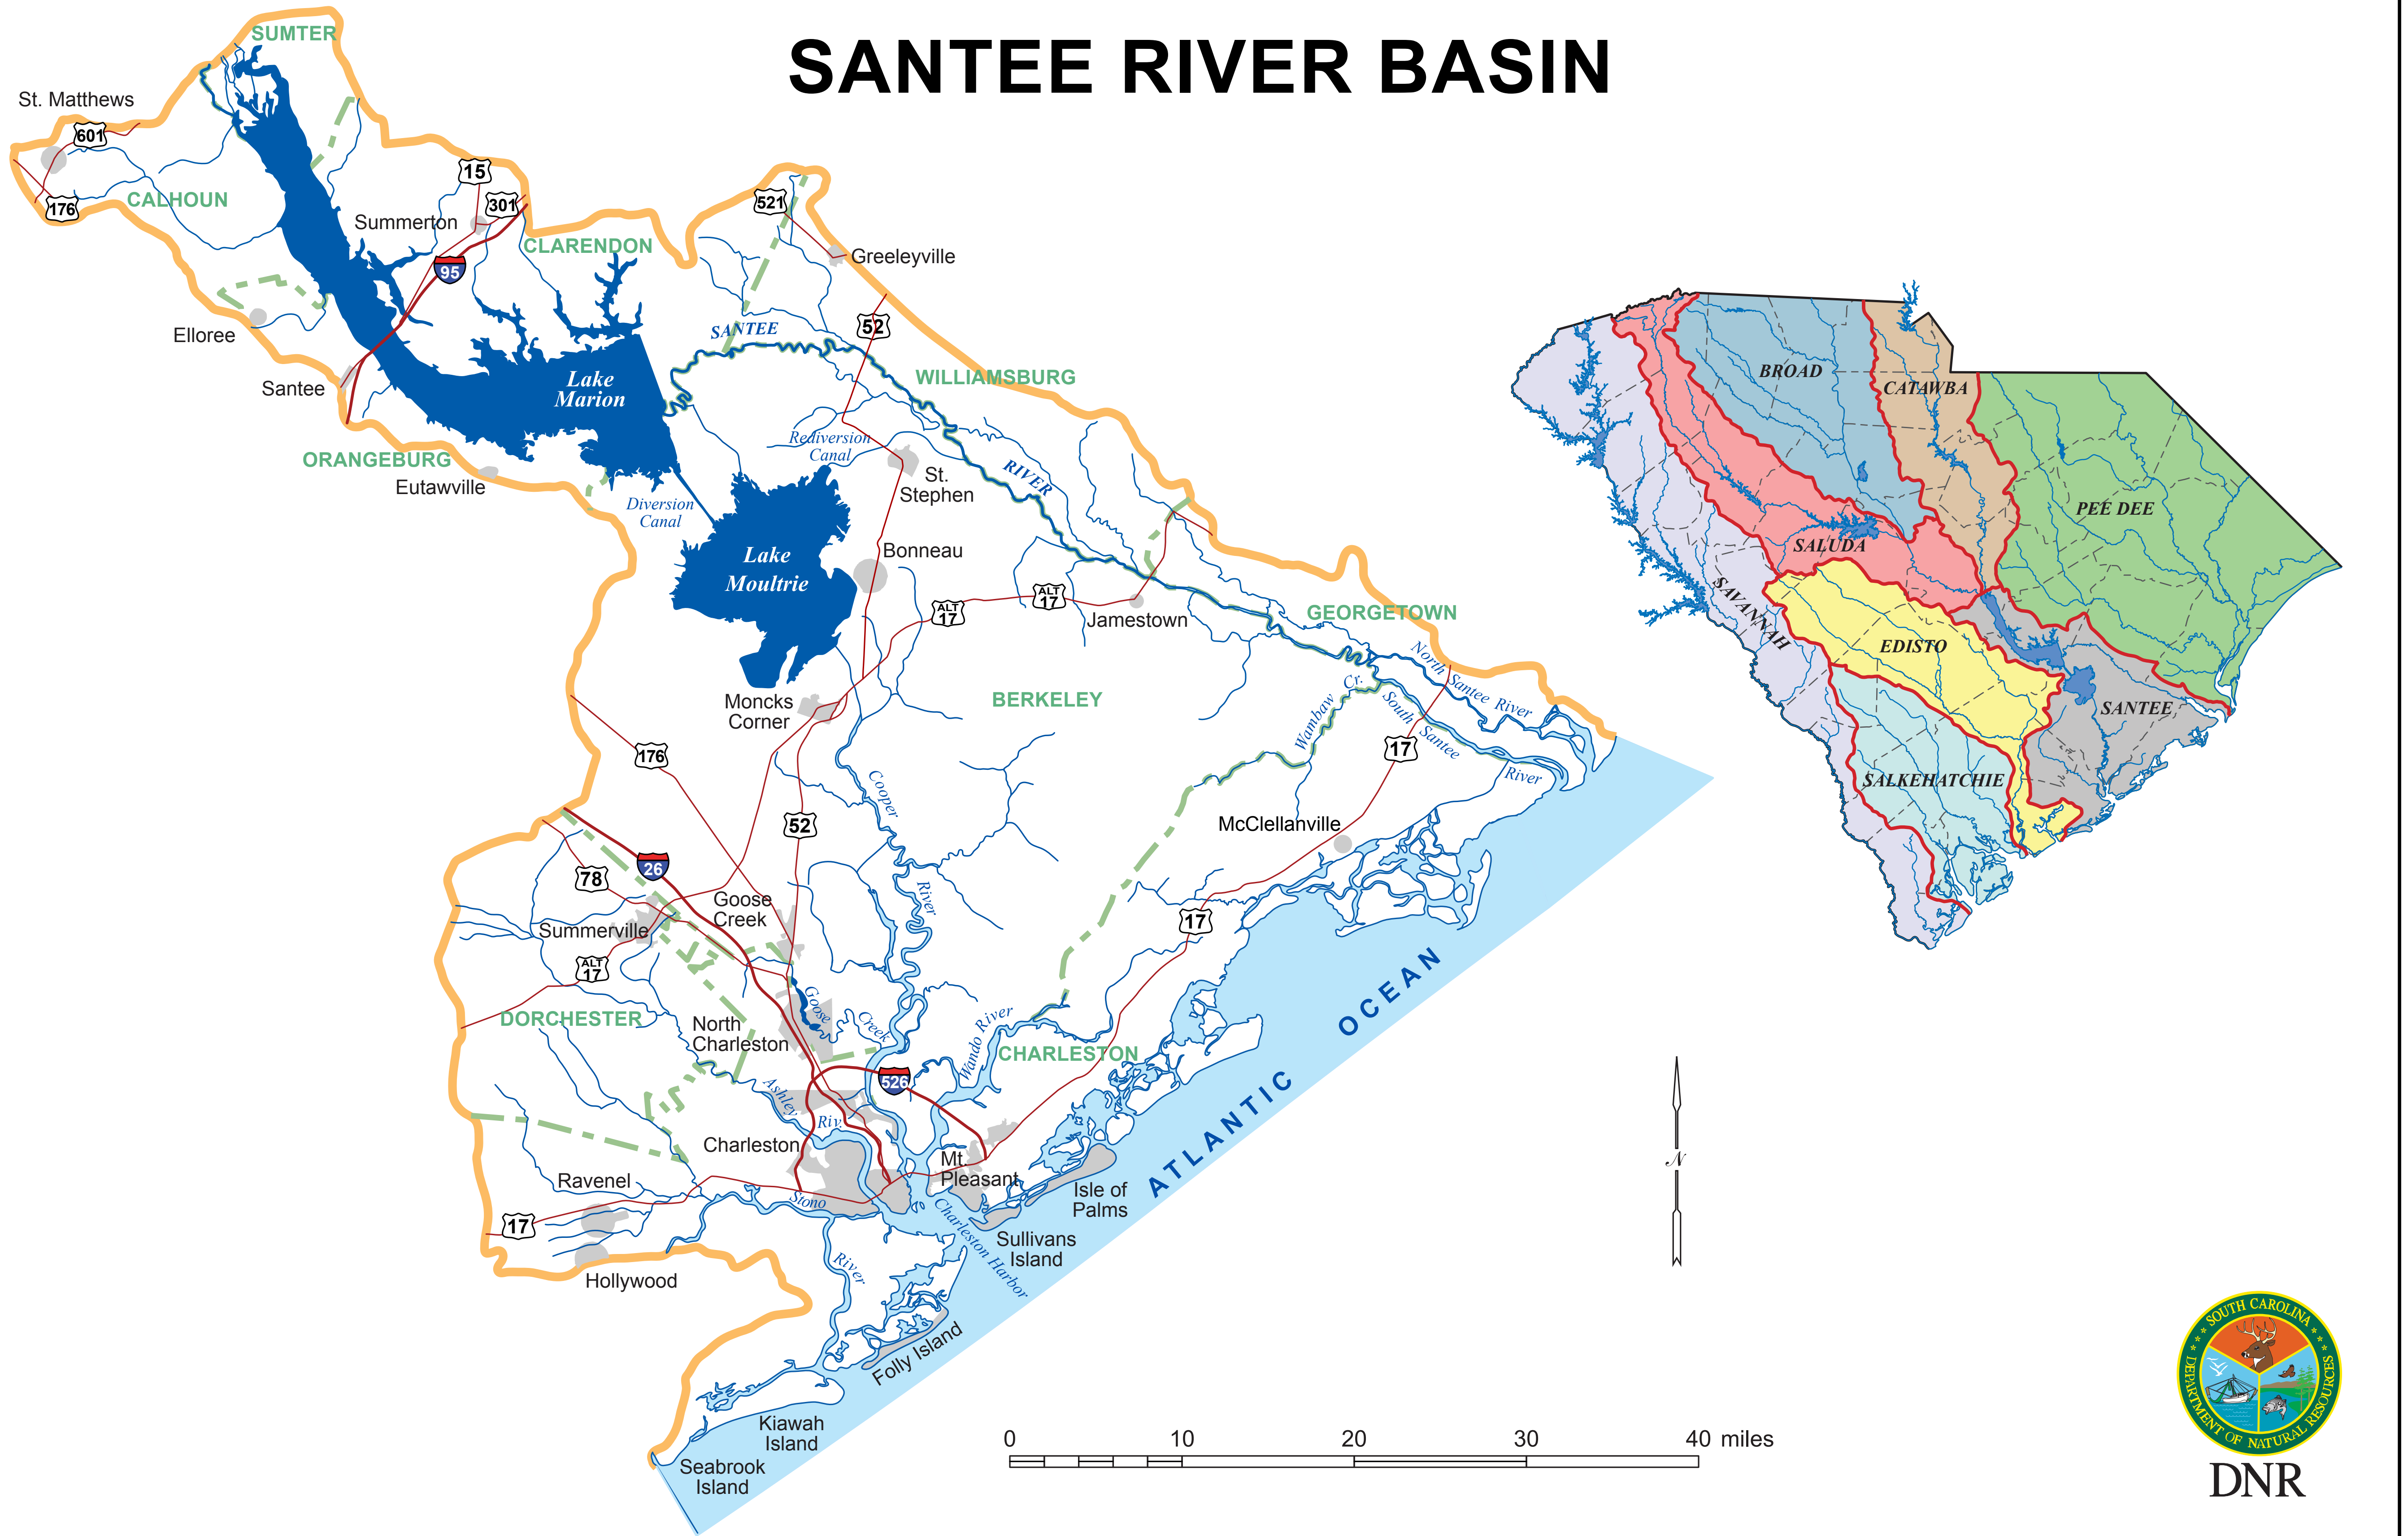 SANTEE RIVER BASIN
SUMTER
St. Matthews
601
CALHOUN
176
15
301
Summerton
CLARENDON
95
521
Greeleyville
Elloree
Santee
SANTEE
52
WILLIAMSBURG
Lake
Marion
ORANGEBURG
Eutawville
Rediversion
Canal
St.
Stephen
RIVER
Diversion
Canal
Lake
Moultrie
Bonneau
ALT
17
ALT
17
Jamestown
GEORGETOWN
North
Santee River
Cr.
Wambaw
South
Santee
River
17
BERKELEY
Moncks
Corner
176
Cooper
River
52
McClellanville
26
78
Goose
Creek
Summerville
17
ALT
17
DORCHESTER
North
Charleston
Goose
Creek
Wando River
CHARLESTON
526
Ashley
Riv.
Charleston
Mt.
Pleasant
Ravenel
Stono
River
17
Isle of
Palms
Sullivans
Island
Charleston Harbor
Hollywood
Folly Island
Kiawah
Island
Seabrook
Island
ATLANTIC OCEAN
BROAD
CATAWBA
PEE DEE
SALUDA
SAVANNAH
EDISTO
SANTEE
SALKEHATCHIE
N
0 10 20 30 40 miles
SOUTH CAROLINA
DEPARTMENT OF NATURAL RESOURCES
DNR